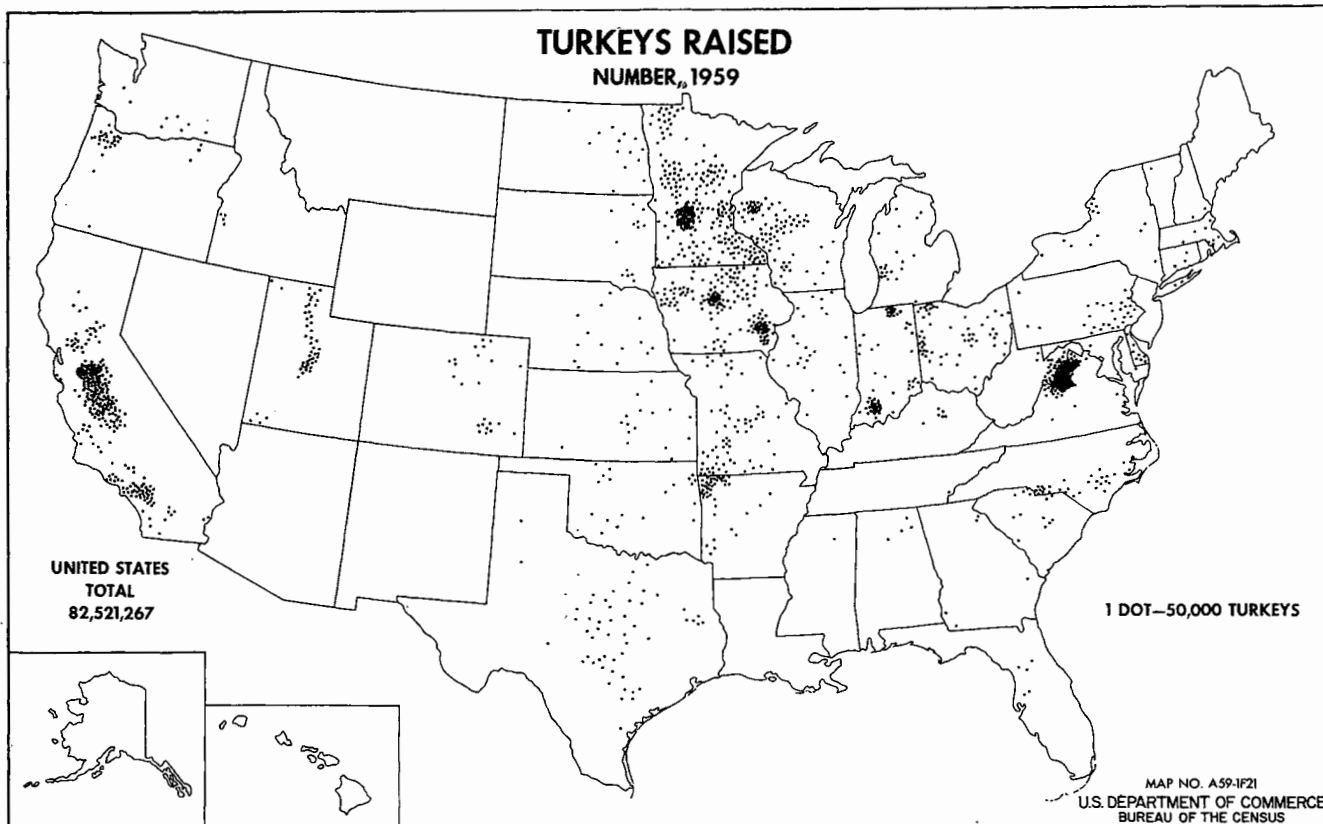 TURKEYS RAISED
NUMBER, 1959
UNITED STATES
TOTAL
82,521,267
1 DOT—50,000 TURKEYS
MAP NO. A59-1F21
U.S. DEPARTMENT OF COMMERCE
BUREAU OF THE CENSUS